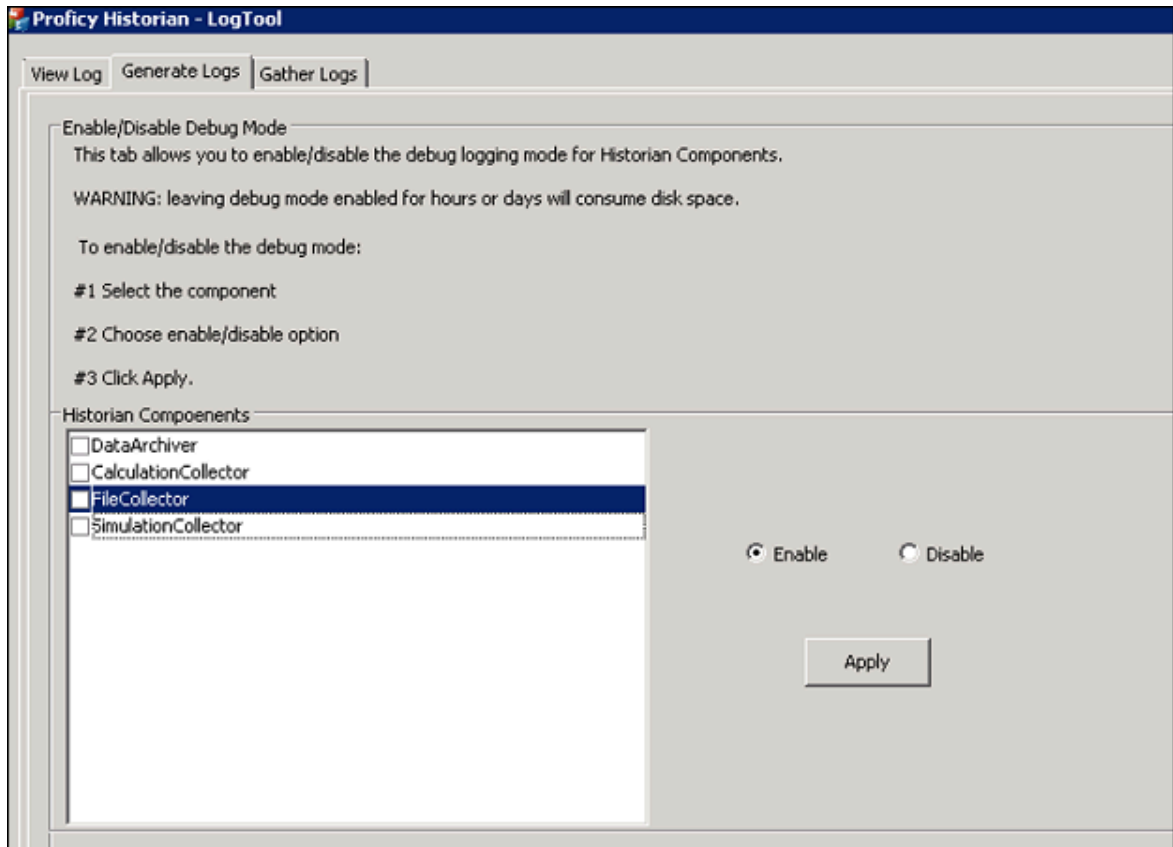 Proficy Historian - LogTool
View Log Generate Logs Gather Logs
Enable/Disable Debug Mode
This tab allows you to enable/disable the debug logging mode for Historian Components.
WARNING: leaving debug mode enabled for hours or days will consume disk space.
To enable/disable the debug mode:
#1 Select the component
#2 Choose enable/disable option
#3 Click Apply.
Historian Compoenents
DataArchiver
CalculationCollector
FileCollector
SimulationCollector
Enable Disable
Apply